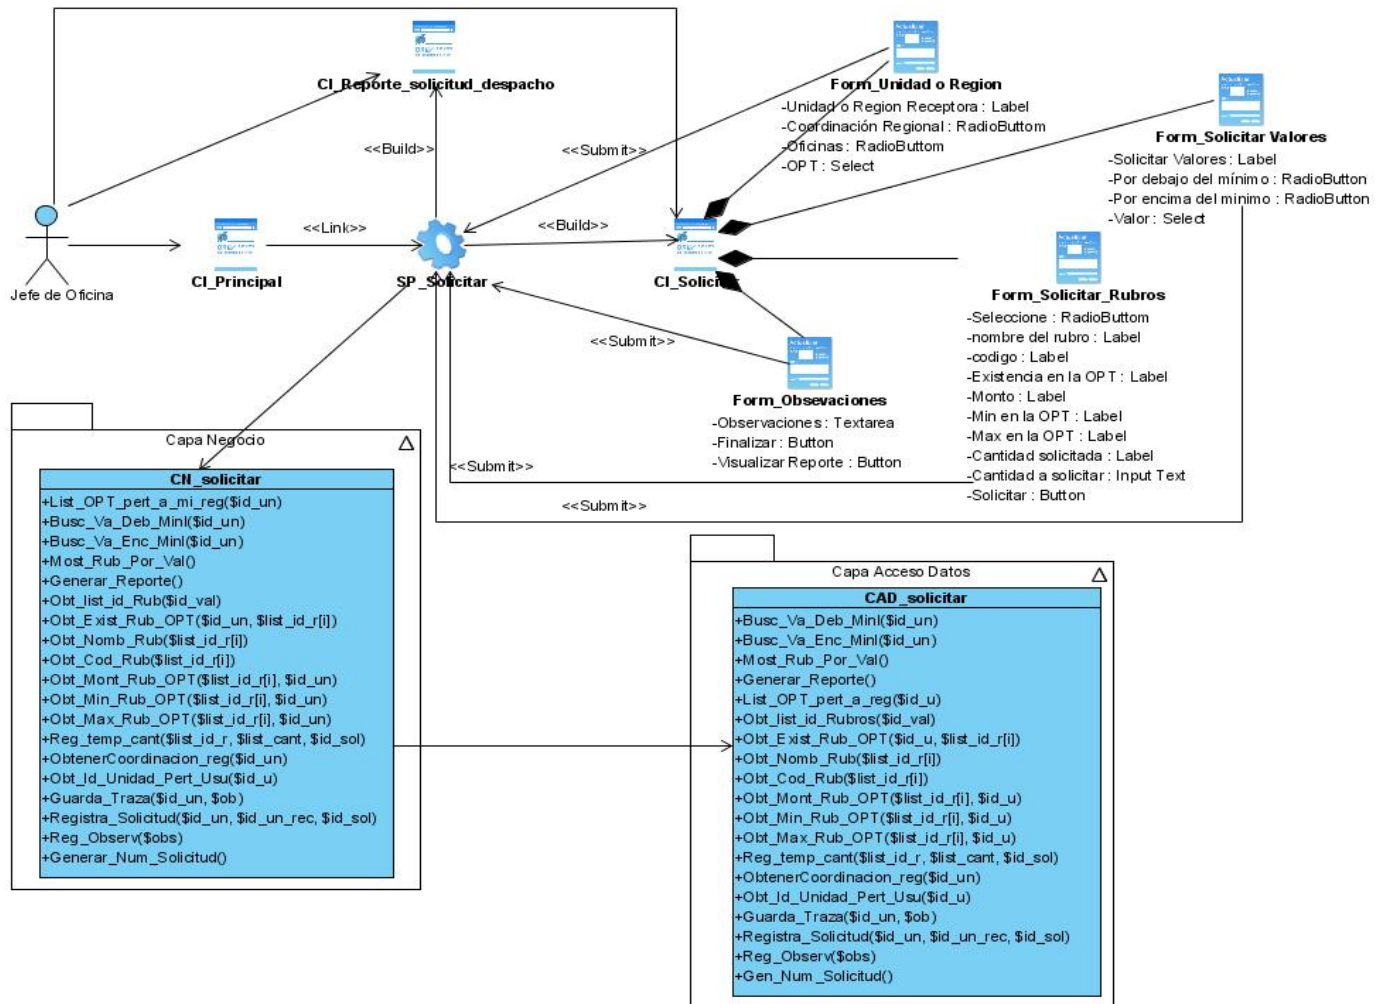 CI_Reporte_solicitud_despacho
Form_Unidad o Region
-Unidad o Region Receptora : Label
-Coordinación Regional : RadioButtom
-Oficinas : RadioButtom
-OPT : Select
Form_Solicitar Valores
-Solicitar Valores : Label
-Por debajo del mínimo : RadioButton
-Por encima del minimo : RadioButton
-Valor : Select
<<Build>>
<<Submit>>
<<Link>>
<<Build>>
Jefe de Oficina
CI_Principal
SP_Solicitar
CI_Solicitar
Form_Solicitar_Rubros
-Seleccione : RadioButtom
-nombre del rubro : Label
-codigo : Label
-Existencia en la OPT : Label
-Monto : Label
-Min en la OPT : Label
-Max en la OPT : Label
-Cantidad solicitada : Label
-Cantidad a solicitar : Input Text
-Solicitar : Button
<<Submit>>
Form_Obsevaciones
-Observaciones : Textarea
-Finalizar : Button
-Visualizar Reporte : Button
<<Submit>>
<<Submit>>
Capa Negocio
CN_solicitar
+List_OPT_pert_a_mi_reg($id_un)
+Busc_Va_Deb_MinI($id_un)
+Busc_Va_Enc_MinI($id_un)
+Most_Rub_Por_Val()
+Generar_Reporte()
+Obt_list_id_Rub($id_val)
+Obt_Exist_Rub_OPT($id_un, $list_id_r[i])
+Obt_Nomb_Rub($list_id_r[i])
+Obt_Cod_Rub($list_id_r[i])
+Obt_Mont_Rub_OPT($list_id_r[i], $id_un)
+Obt_Min_Rub_OPT($list_id_r[i], $id_un)
+Obt_Max_Rub_OPT($list_id_r[i], $id_un)
+Reg_temp_cant($list_id_r, $list_cant, $id_sol)
+ObtenerCoordinacion_reg($id_un)
+Obt_Id_Unidad_Pert_Usu($id_u)
+Guarda_Traza($id_un, $ob)
+Registra_Solicitud($id_un, $id_un_rec, $id_sol)
+Reg_Observ($obs)
+Generar_Num_Solicitud()
Capa Acceso Datos
CAD_solicitar
+Busc_Va_Deb_MinI($id_un)
+Busc_Va_Enc_MinI($id_un)
+Most_Rub_Por_Val()
+Generar_Reporte()
+List_OPT_pert_a_reg($id_u)
+Obt_list_id_Rubros($id_val)
+Obt_Exist_Rub_OPT($id_u, $list_id_r[i])
+Obt_Nomb_Rub($list_id_r[i])
+Obt_Cod_Rub($list_id_r[i])
+Obt_Mont_Rub_OPT($list_id_r[i], $id_u)
+Obt_Min_Rub_OPT($list_id_r[i], $id_u)
+Obt_Max_Rub_OPT($list_id_r[i], $id_u)
+Reg_temp_cant($list_id_r, $list_cant, $id_sol)
+ObtenerCoordinacion_reg($id_un)
+Obt_Id_Unidad_Pert_Usu($id_u)
+Guarda_Traza($id_un, $ob)
+Registra_Solicitud($id_un, $id_un_rec, $id_sol)
+Reg_Observ($obs)
+Gen_Num_Solicitud()